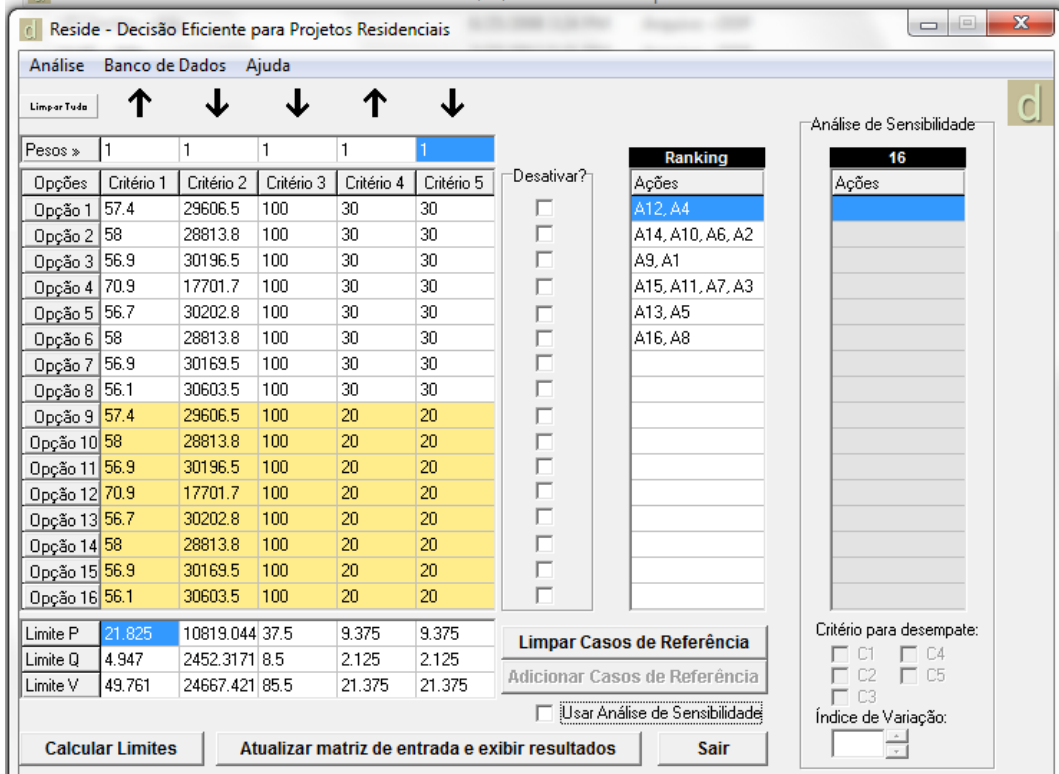 Reside - Decisão Eficiente para Projetos Residenciais
Análise Banco de Dados Ajuda
Limpar Tudo
Análise de Sensibilidade
Pesos » 1 1 1 1 1
Ranking 16
Opções Critério 1 Critério 2 Critério 3 Critério 4 Critério 5 Desativar? Ações Ações
Opção 1 57.4 29606.5 100 30 30 A12, A4
Opção 2 58 28813.8 100 30 30 A14, A10, A6, A2
Opção 3 56.9 30196.5 100 30 30 A9, A1
Opção 4 70.9 17701.7 100 30 30 A15, A11, A7, A3
Opção 5 56.7 30202.8 100 30 30 A13, A5
Opção 6 58 28813.8 100 30 30 A16, A8
Opção 7 56.9 30169.5 100 30 30
Opção 8 56.1 30603.5 100 30 30
Opção 9 57.4 29606.5 100 20 20
Opção 10 58 28813.8 100 20 20
Opção 11 56.9 30196.5 100 20 20
Opção 12 70.9 17701.7 100 20 20
Opção 13 56.7 30202.8 100 20 20
Opção 14 58 28813.8 100 20 20
Opção 15 56.9 30169.5 100 20 20
Opção 16 56.1 30603.5 100 20 20
Limite P 21.825 10819.044 37.5 9.375 9.375
Limite Q 4.947 2452.3171 8.5 2.125 2.125
Limite V 49.761 24667.421 85.5 21.375 21.375
Limpar Casos de Referência
Adicionar Casos de Referência
Usar Análise de Sensibilidade
Critério para desempate:
C1 C4
C2 C5
C3
Índice de Variação:
Calcular Limites Atualizar matriz de entrada e exibir resultados Sair